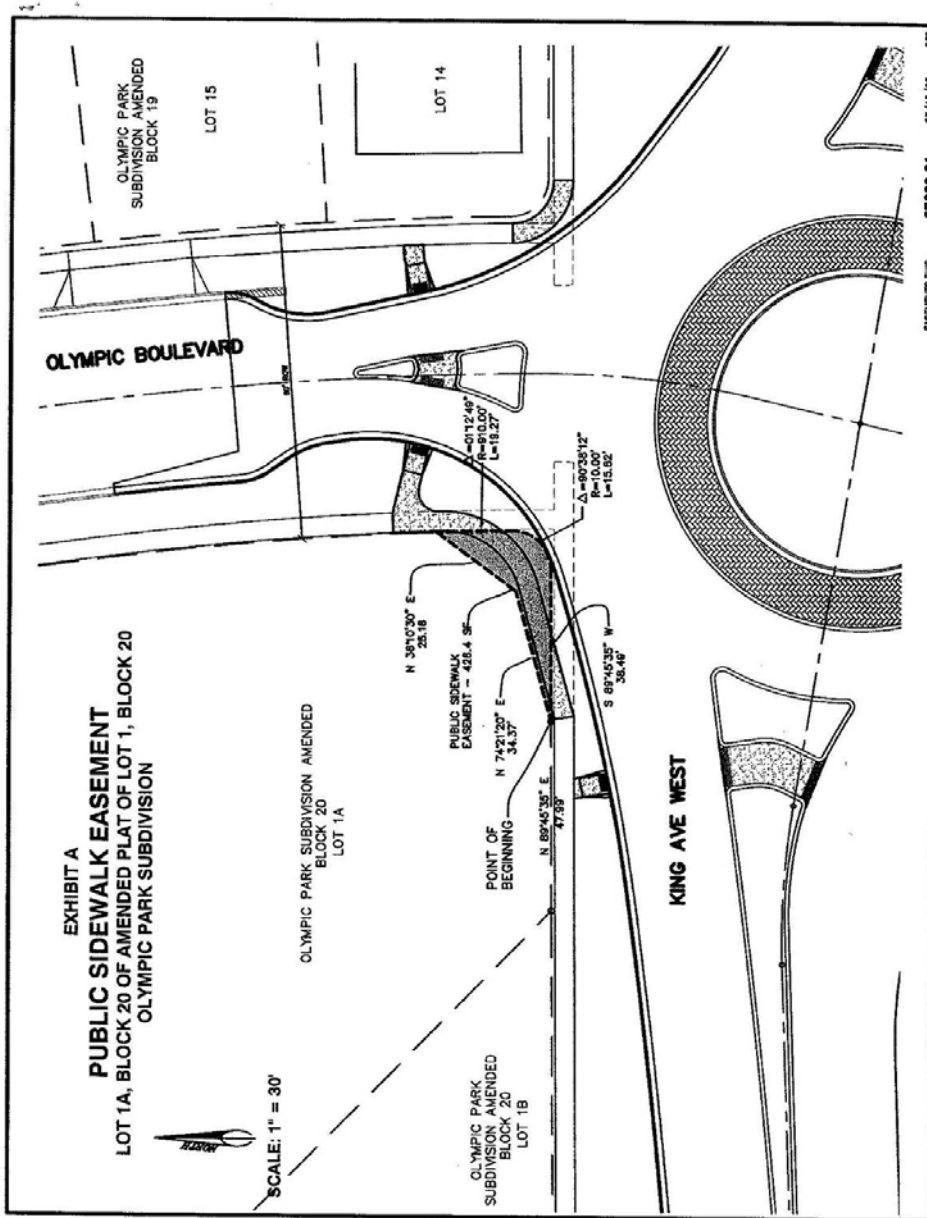 EXHIBIT A
PUBLIC SIDEWALK EASEMENT
LOT 1A, BLOCK 20 OF AMENDED PLAT OF LOT 1, BLOCK 20
OLYMPIC PARK SUBDIVISION
NORTH
SCALE: 1" = 30'
OLYMPIC PARK SUBDIVISION AMENDED
BLOCK 20
LOT 1A
OLYMPIC PARK
SUBDIVISION AMENDED
BLOCK 20
LOT 1B
OLYMPIC BOULEVARD
OLYMPIC PARK
SUBDIVISION AMENDED
BLOCK 19
LOT 15
LOT 14
N 38°10'30" E
25.18
PUBLIC SIDEWALK
EASEMENT – 426.4 SF
N 74°21'20" E
34.37'
POINT OF
BEGINNING
N 89°45'35" E
47.99'
△=01°12'49"
R=910.00'
L=19.27'
△=90°38'12"
R=10.00'
L=15.82'
S 89°45'35" W
38.49'
KING AVE WEST